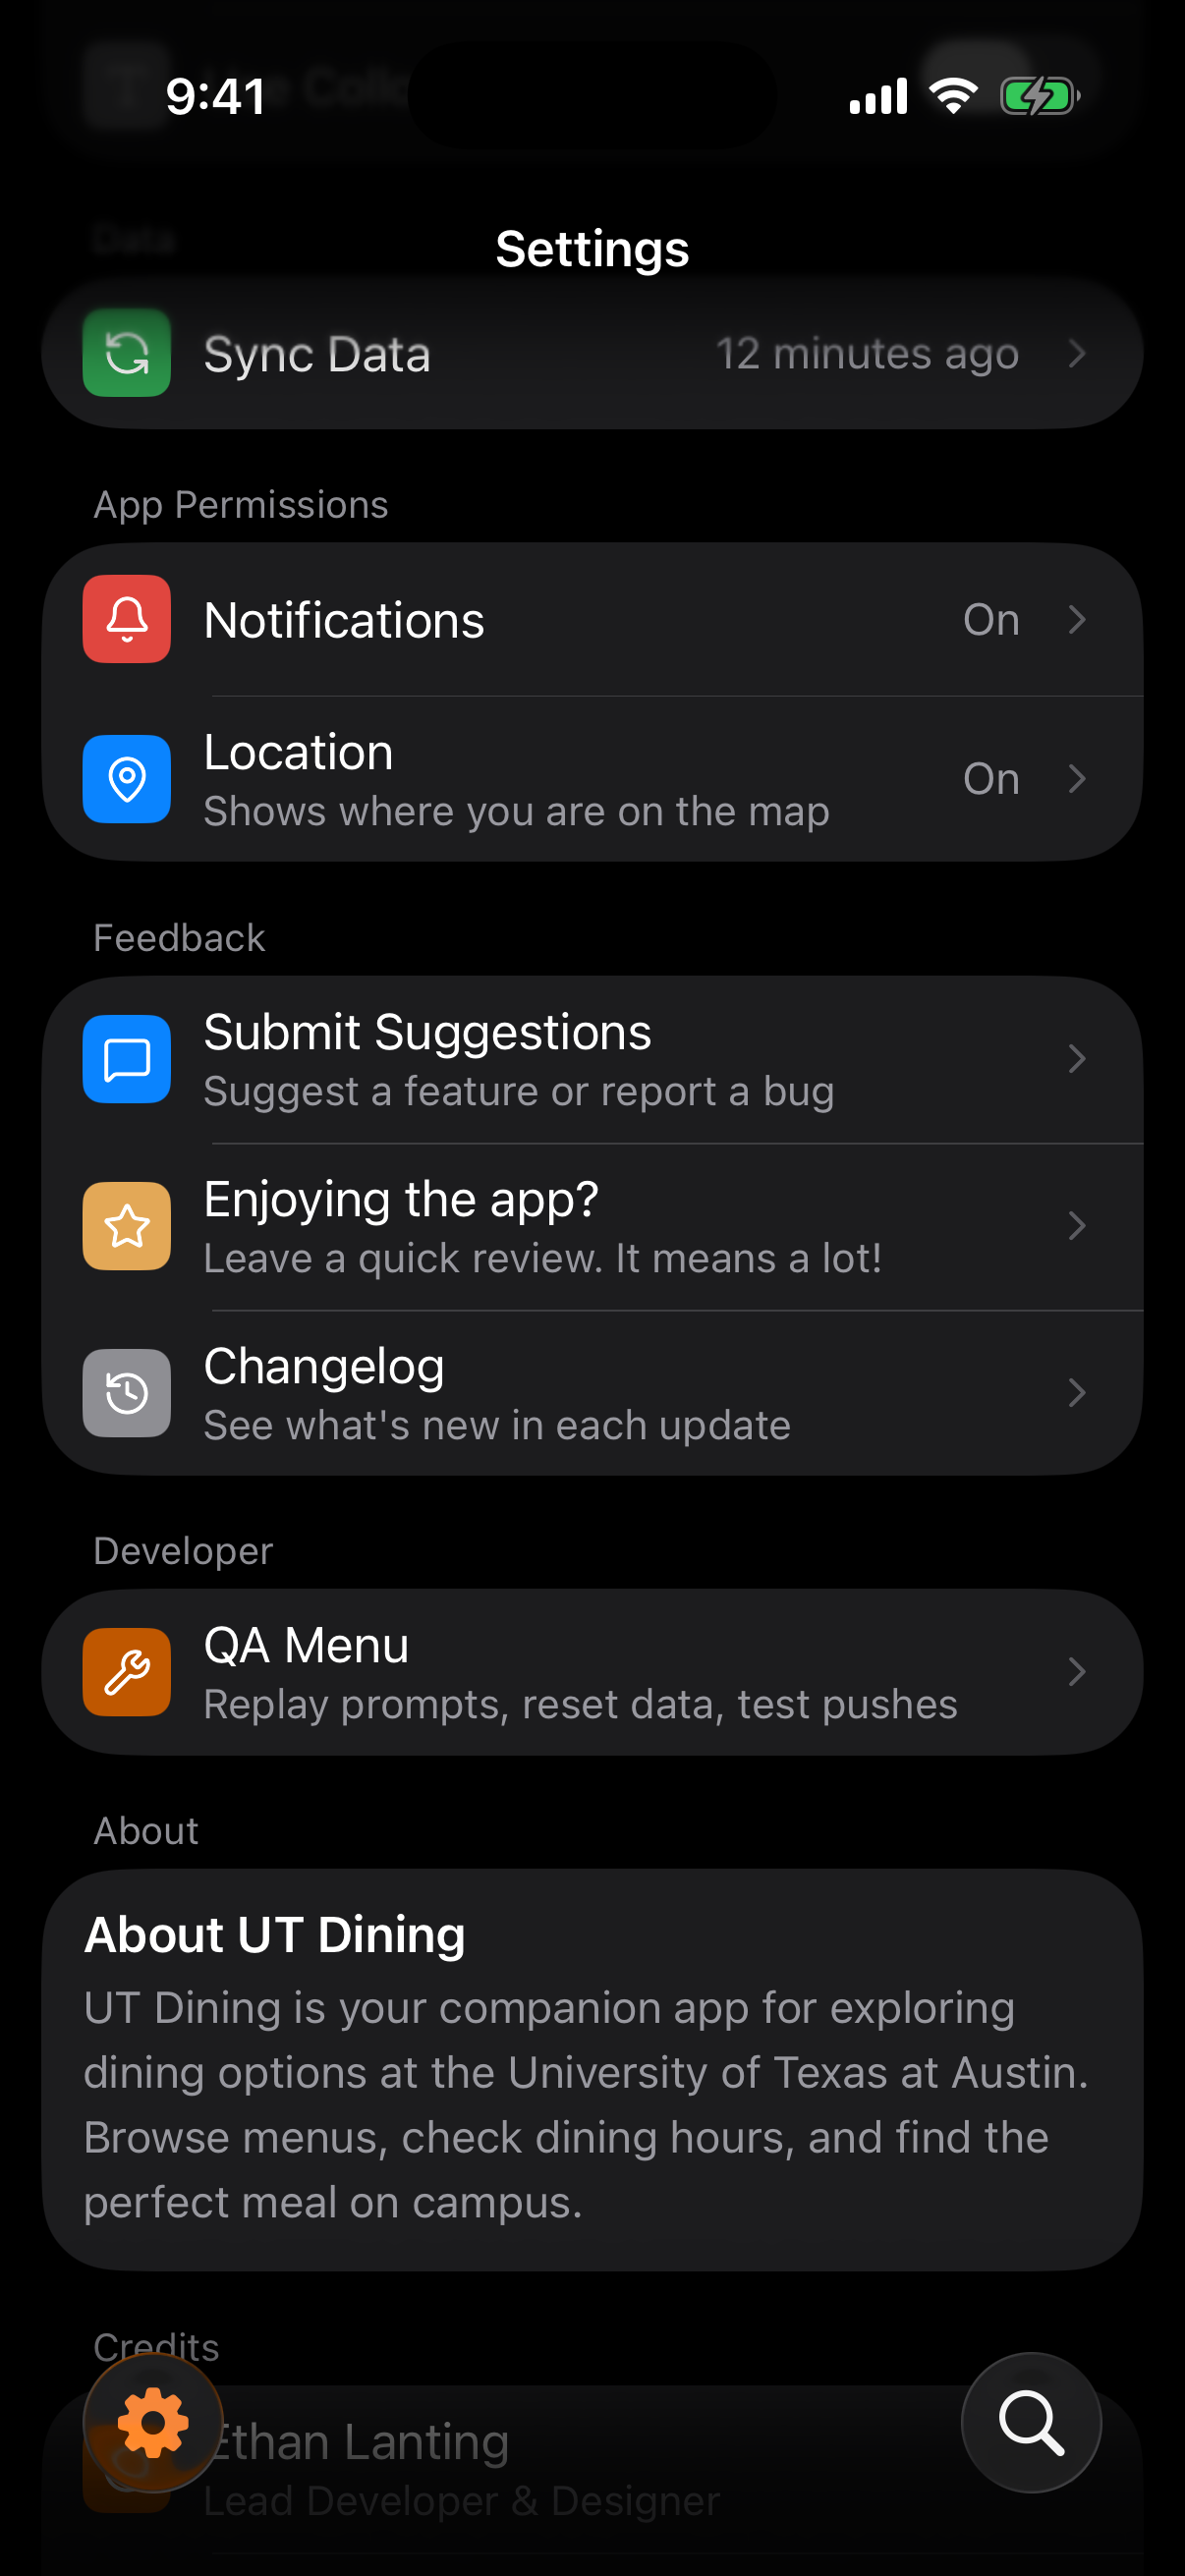 9:41
Data
Settings
Sync Data
12 minutes ago
App Permissions
Notifications
On
Location
Shows where you are on the map
On
Feedback
Submit Suggestions
Suggest a feature or report a bug
Enjoying the app?
Leave a quick review. It means a lot!
Changelog
See what's new in each update
Developer
QA Menu
Replay prompts, reset data, test pushes
About
About UT Dining
UT Dining is your companion app for exploring
dining options at the University of Texas at Austin.
Browse menus, check dining hours, and find the
perfect meal on campus.
Credits
Ethan Lanting
Lead Developer & Designer